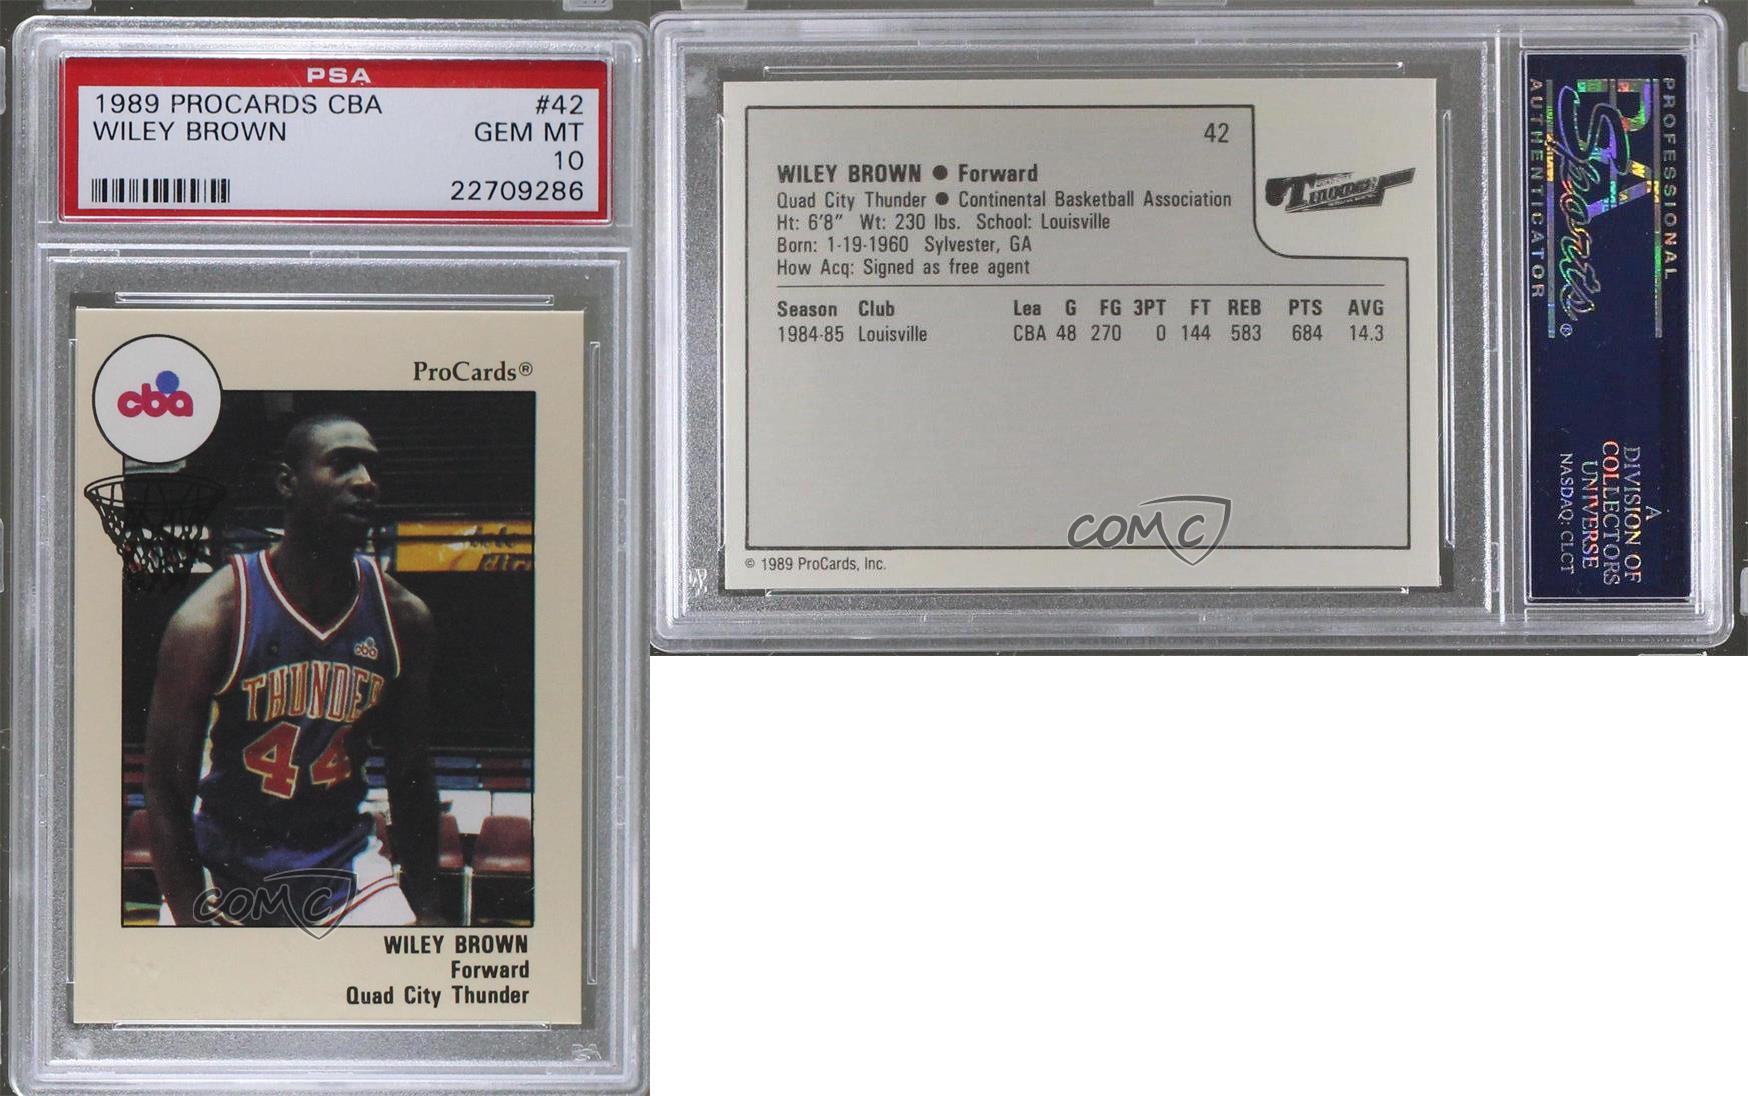 PSA
1989 PROCARDS CBA #42
WILEY BROWN GEM MT
10
22709286
cba
ProCards®
cba
THUNDER
44
COMC
WILEY BROWN
Forward
Quad City Thunder
42
WILEY BROWN ● Forward
Quad City Thunder ● Continental Basketball Association
Ht: 6'8" Wt: 230 lbs. School: Louisville
Born: 1-19-1960 Sylvester, GA
How Acq: Signed as free agent
THUNDER
Season Club Lea G FG 3PT FT REB PTS AVG
1984-85 Louisville CBA 48 270 0 144 583 684 14.3
COMC
© 1989 ProCards, Inc.
PROFESSIONAL
PSA
Sports®
AUTHENTICATOR
A
DIVISION OF
COLLECTORS
UNIVERSE
NASDAQ: CLCT